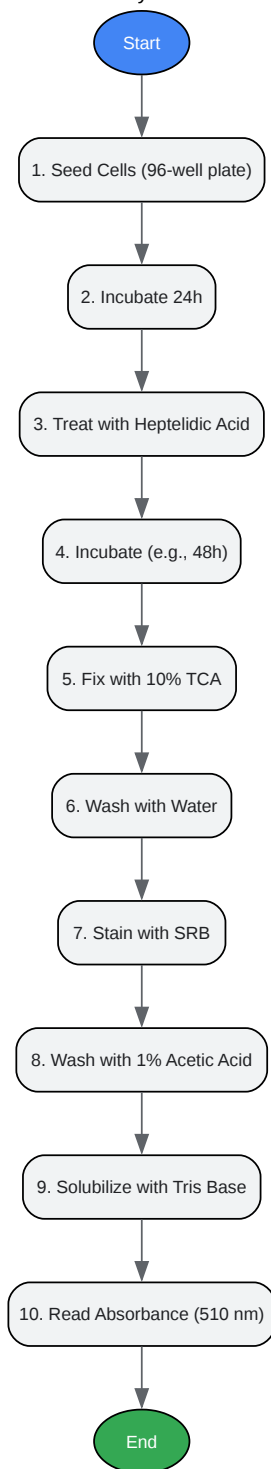 Start
1. Seed Cells (96-well plate)
2. Incubate 24h
3. Treat with Heptelidic Acid
4. Incubate (e.g., 48h)
5. Fix with 10% TCA
6. Wash with Water
7. Stain with SRB
8. Wash with 1% Acetic Acid
9. Solubilize with Tris Base
10. Read Absorbance (510 nm)
End